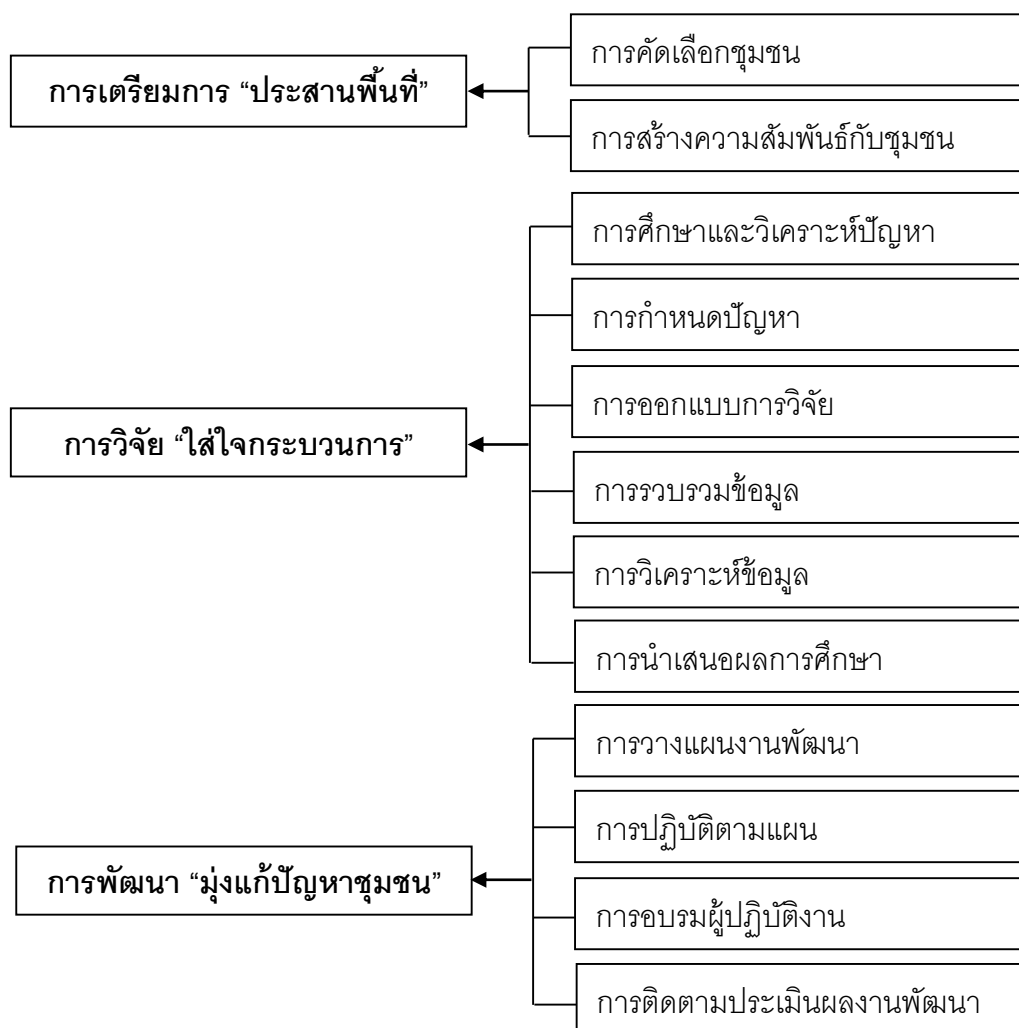 การคัดเลือกชุมชน
การเตรียมการ “ประสานพื้นที่”
การสร้างความสัมพันธ์กับชุมชน
การศึกษาและวิเคราะห์ปัญหา
การกำหนดปัญหา
การออกแบบการวิจัย
การวิจัย “ใส่ใจกระบวนการ”
การรวบรวมข้อมูล
การวิเคราะห์ข้อมูล
การนำเสนอผลการศึกษา
การวางแผนงานพัฒนา
การปฏิบัติตามแผน
การพัฒนา “มุ่งแก้ปัญหาชุมชน”
การอบรมผู้ปฏิบัติงาน
การติดตามประเมินผลงานพัฒนา